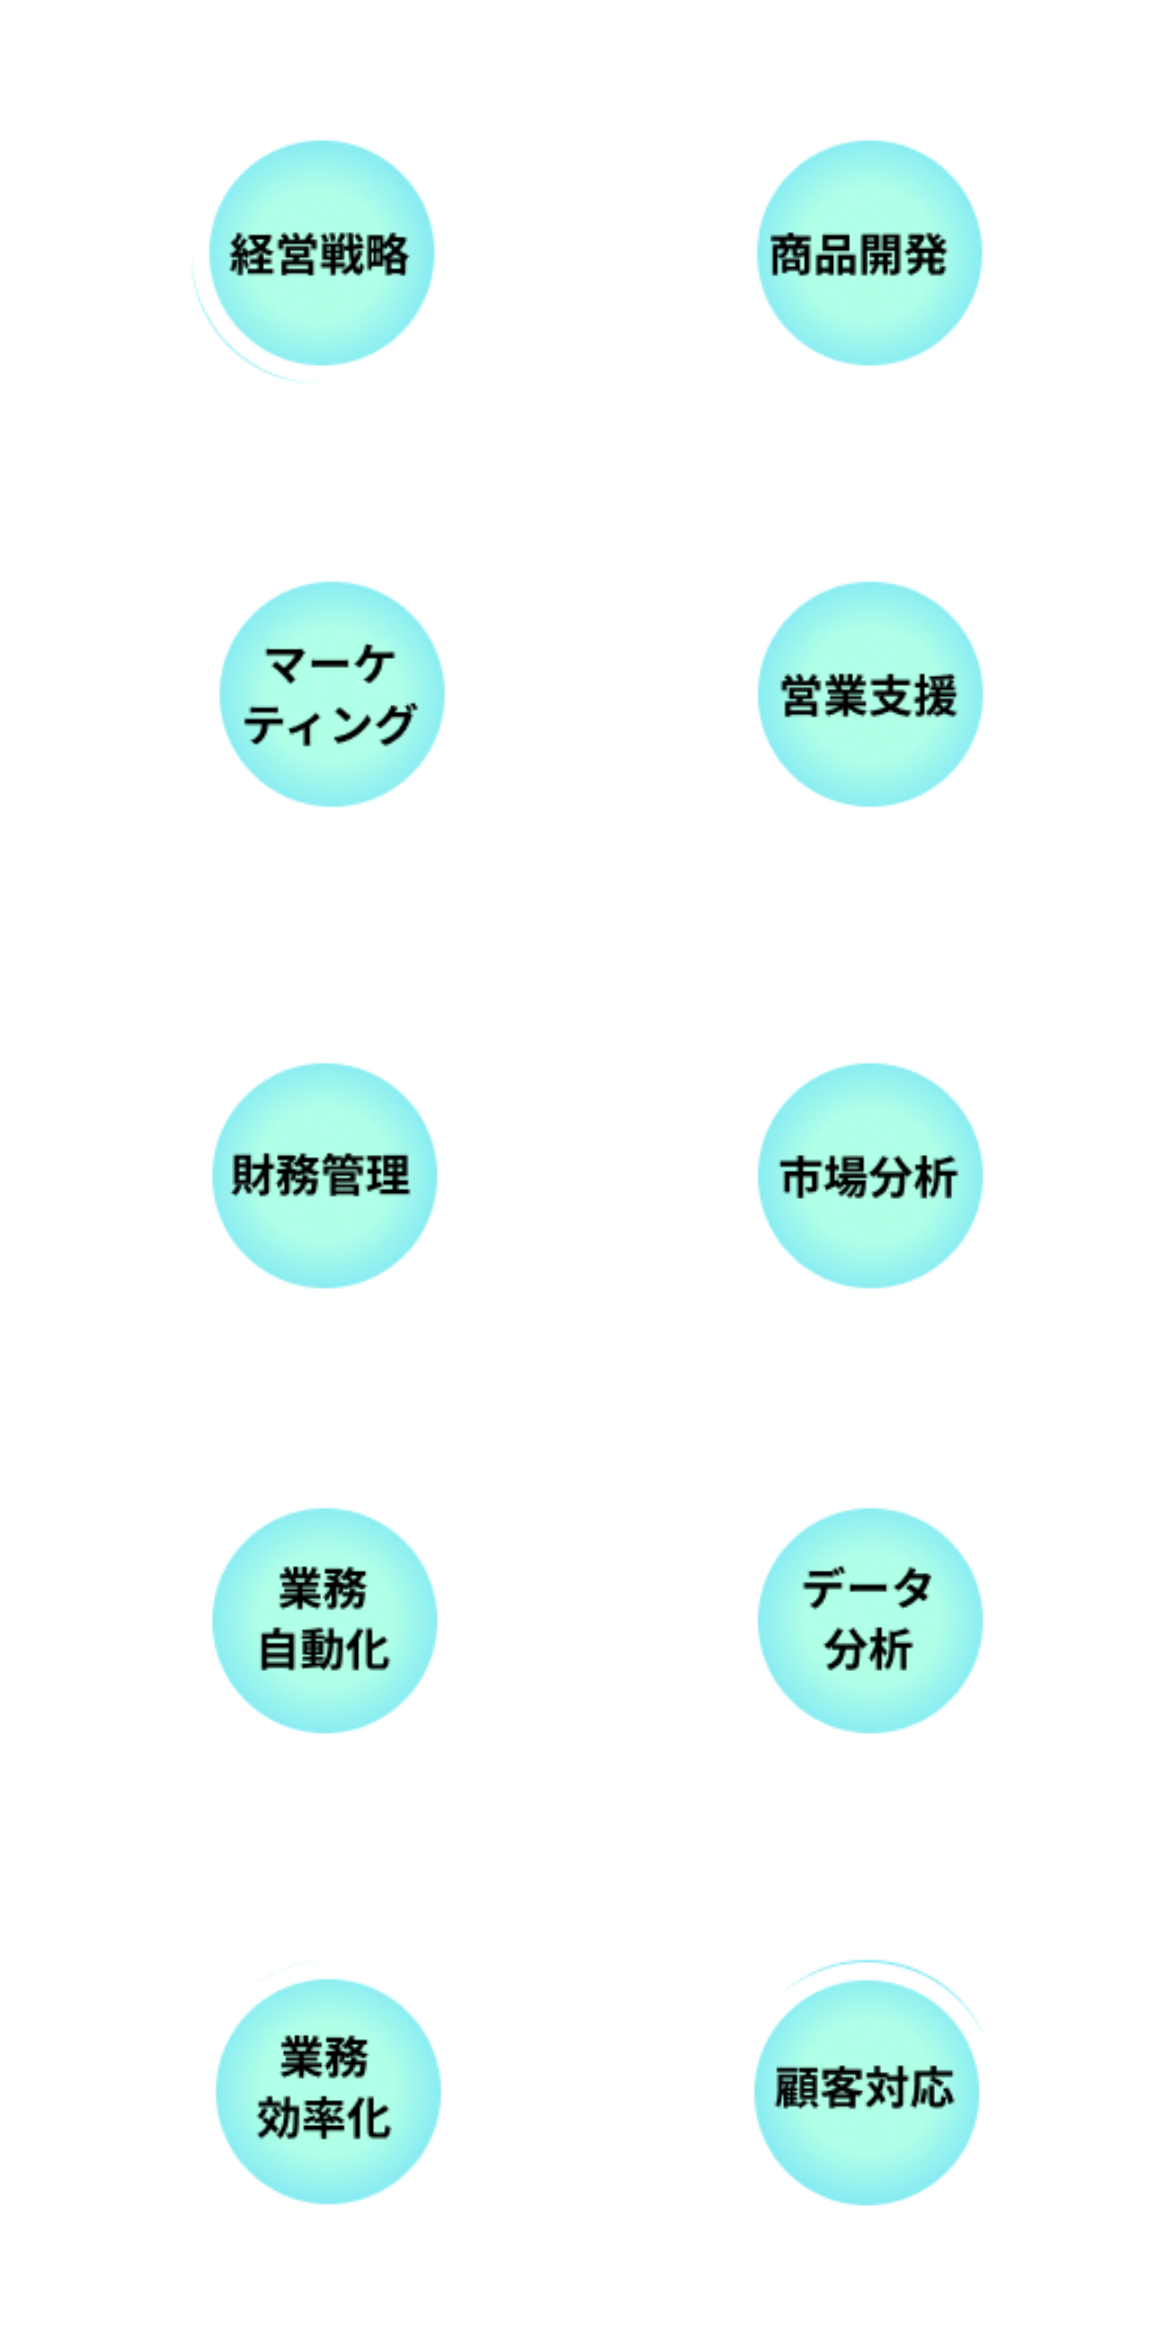 経営戦略
商品開発
マーケ
ティング
営業支援
財務管理
市場分析
業務
自動化
データ
分析
業務
効率化
顧客対応